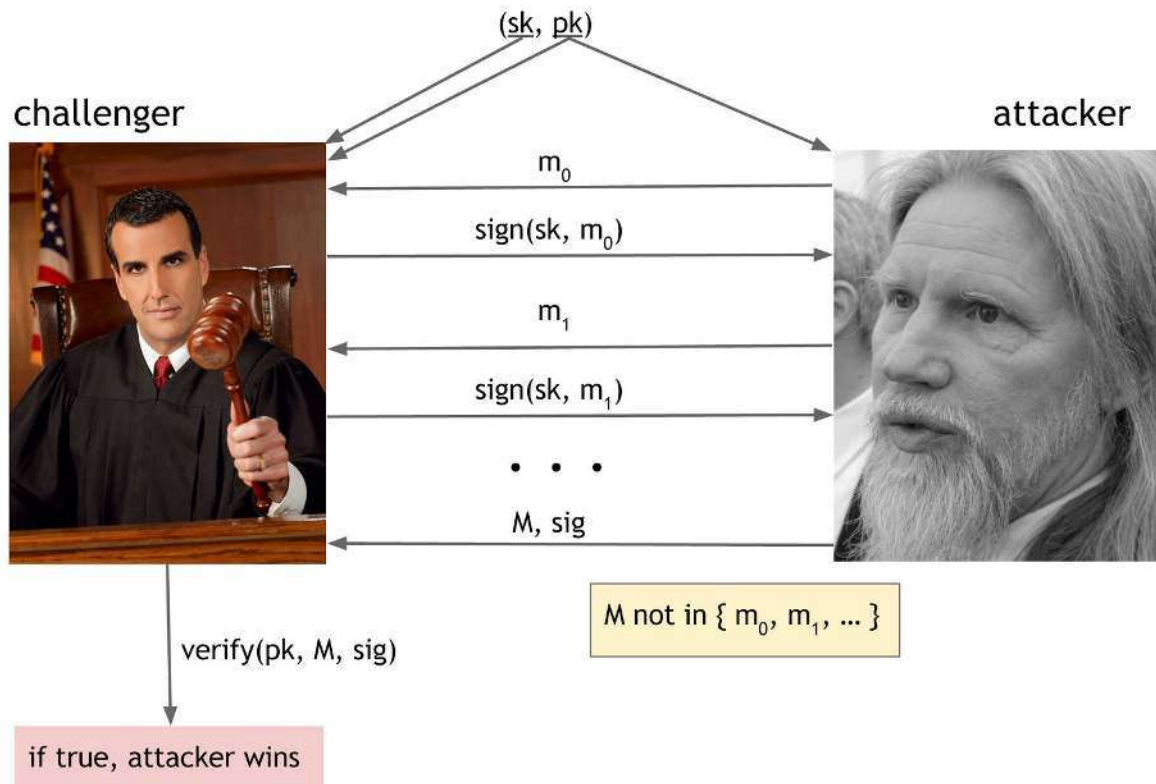 (sk, pk)
challenger
attacker
m₀
sign(sk, m₀)
m₁
sign(sk, m₁)
• • •
M, sig
M not in { m₀, m₁, ... }
verify(pk, M, sig)
if true, attacker wins